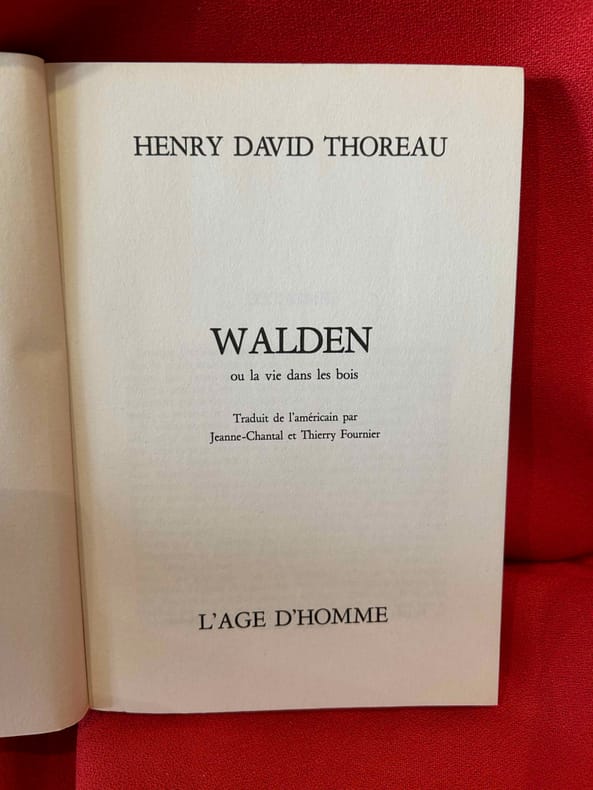 HENRY DAVID THOREAU
WALDEN
ou la vie dans les bois
Traduit de l'américain par
Jeanne-Chantal et Thierry Fournier
L'AGE D'HOMME